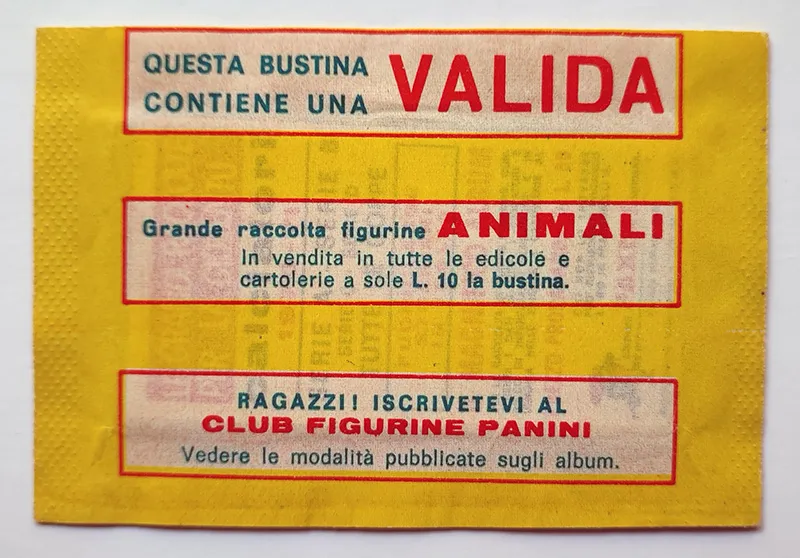 QUESTA BUSTINA
CONTIENE UNA VALIDA
Grande raccolta figurine ANIMALI
In vendita in tutte le edicole e
cartolerie a sole L. 10 la bustina.
RAGAZZI! ISCRIVETEVI AL
CLUB FIGURINE PANINI
Vedere le modalità pubblicate sugli album.